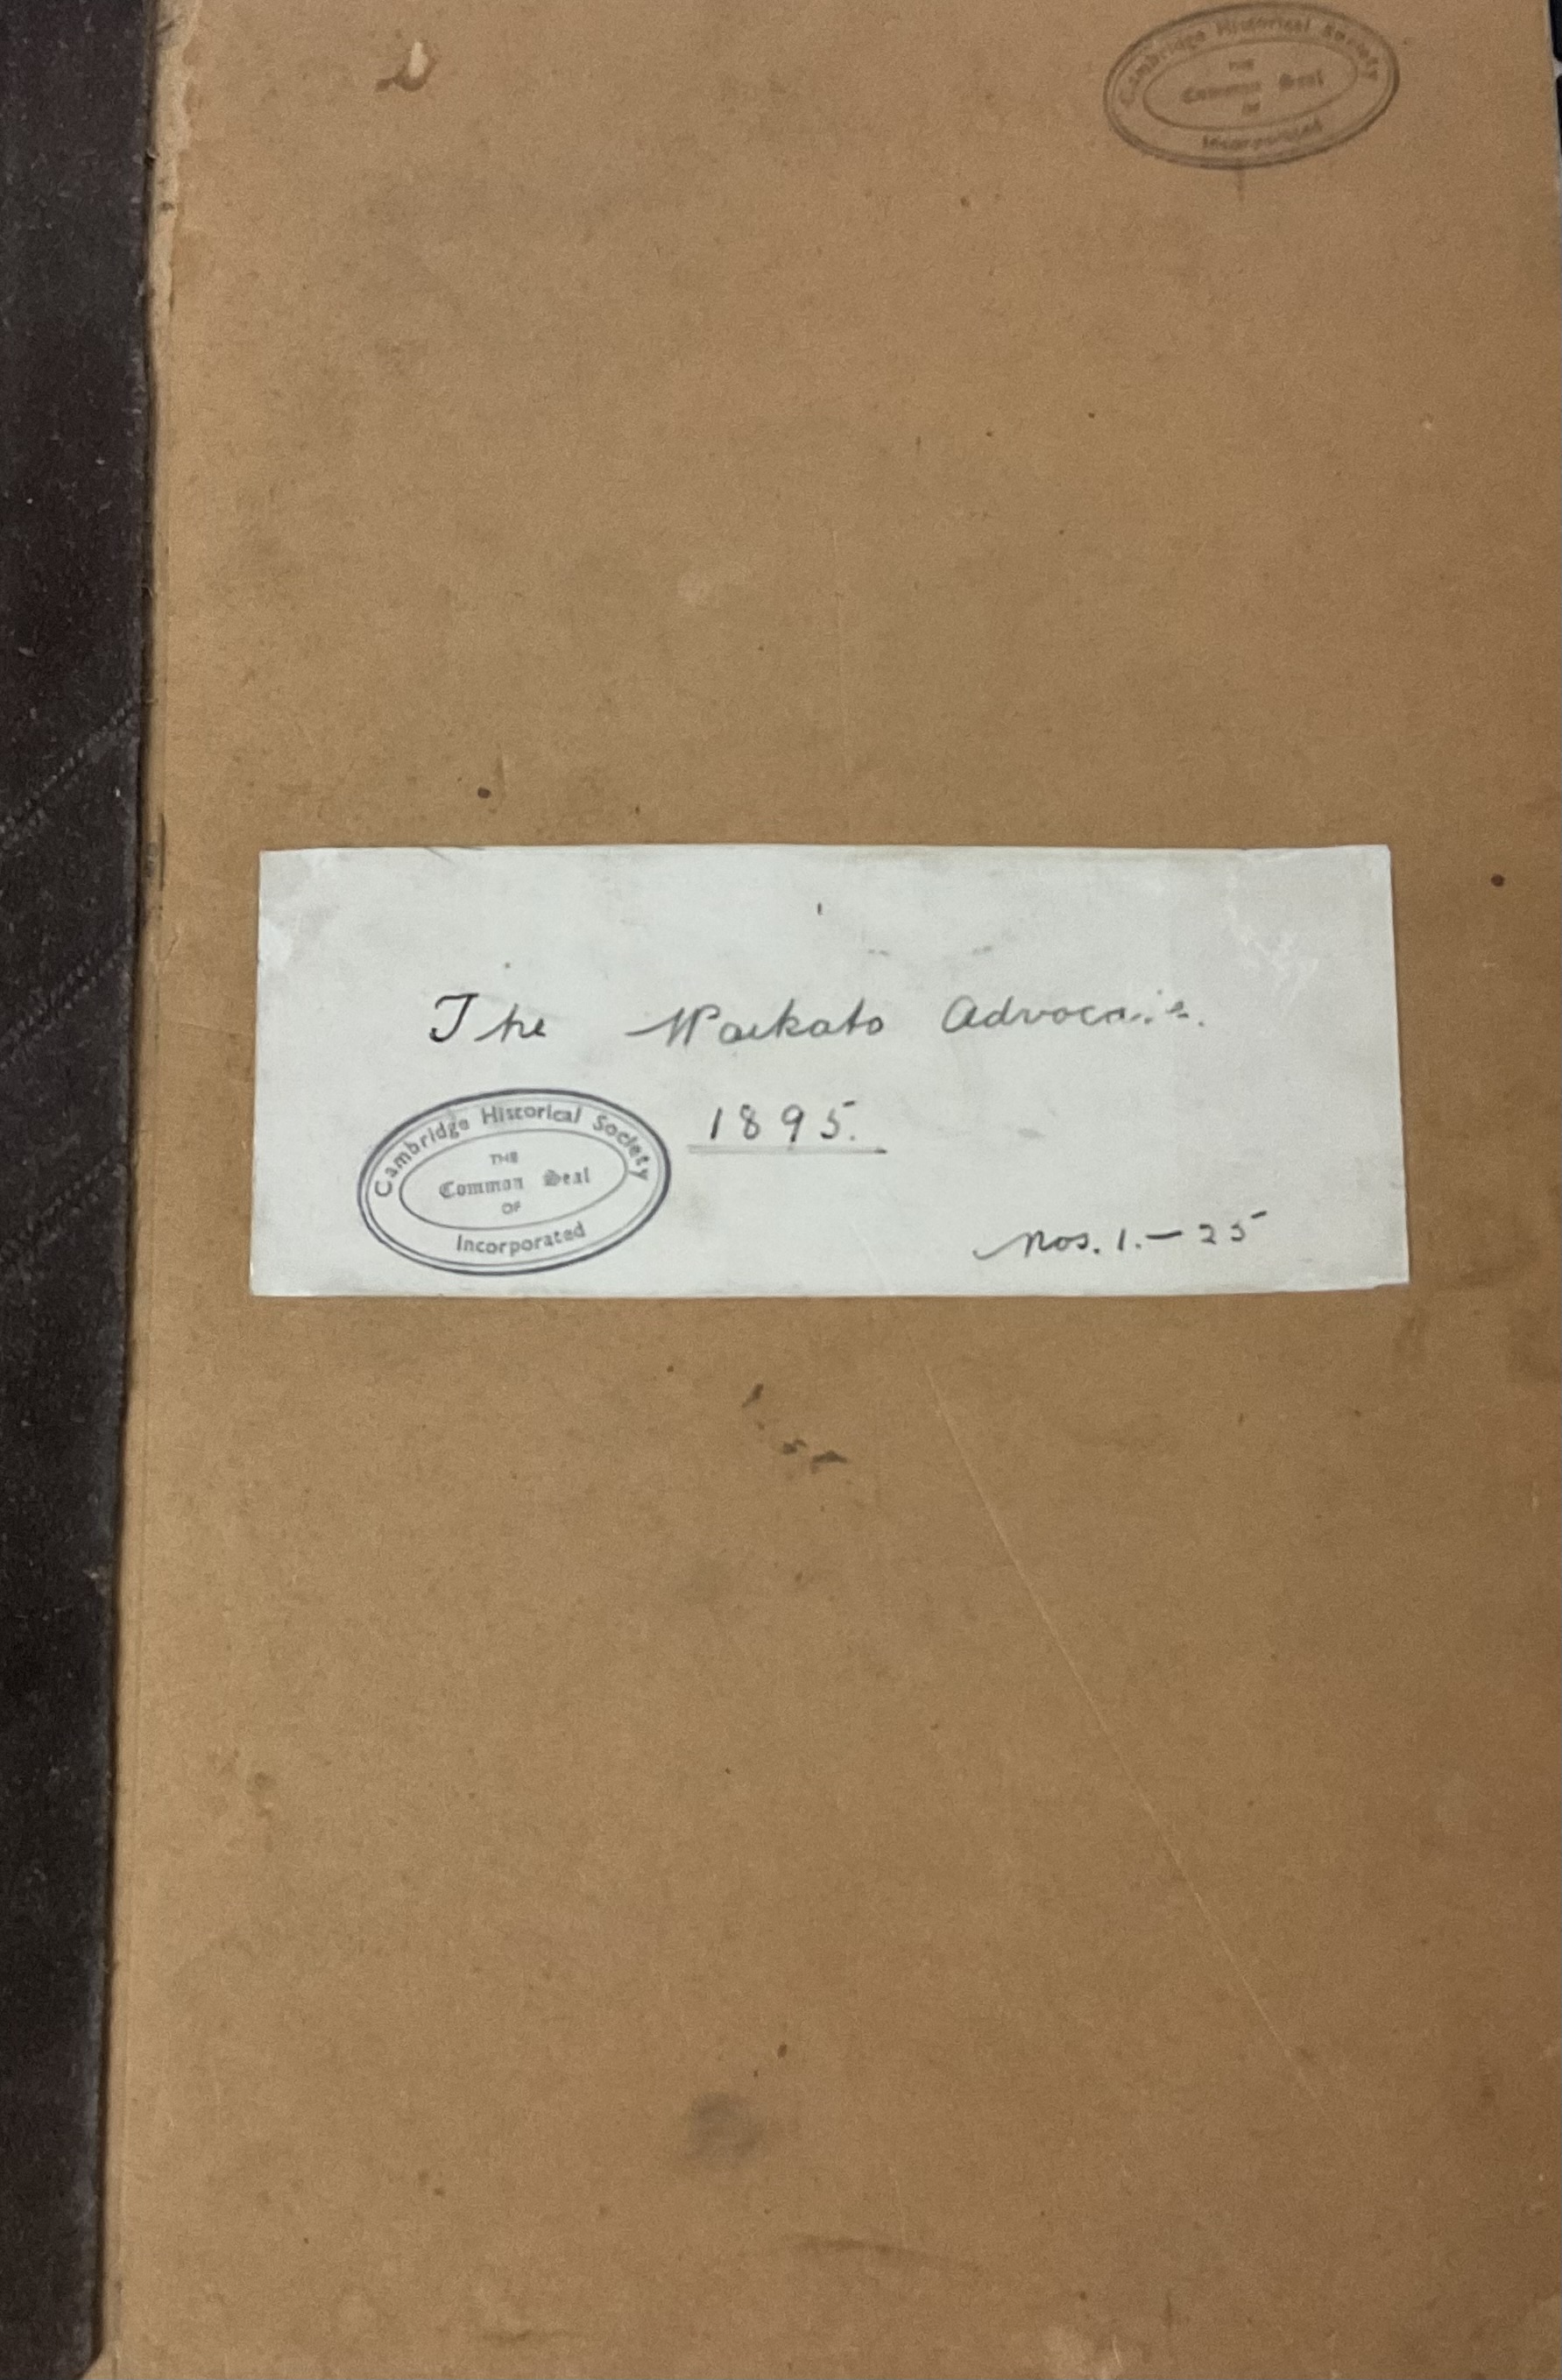 Cambridge Historical Society
THE
Common Seal
OF
Incorporated
The Waikato Advocate.
1895.
Cambridge Historical Society
THE
Common Seal
OF
Incorporated
Nos. 1.— 25